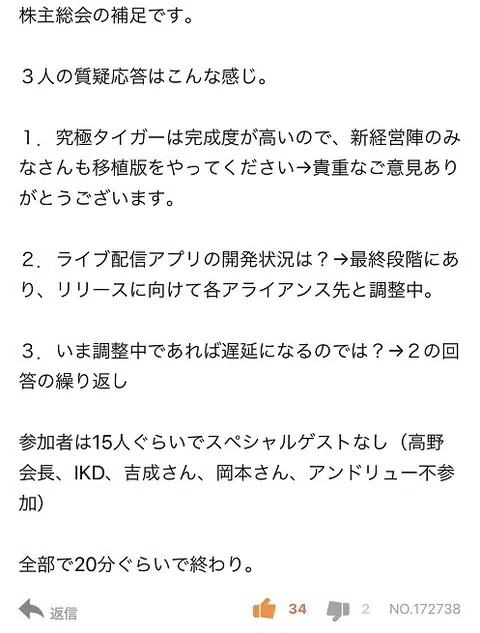 株主総会の補足です。
３人の質疑応答はこんな感じ。
１．究極タイガーは完成度が高いので、新経営陣のみ
なさんも移植版をやってください→貴重なご意見あり
がとうございます。
２．ライブ配信アプリの開発状況は？→最終段階にあ
り、リリースに向けて各アライアンス先と調整中。
３．いま調整中であれば遅延になるのでは？→２の回
答の繰り返し
参加者は15人ぐらいでスペシャルゲストなし（高野
会長、IKD、吉成さん、岡本さん、アンドリュー不参
加）
全部で20分ぐらいで終わり。
返信 34 2 NO.172738